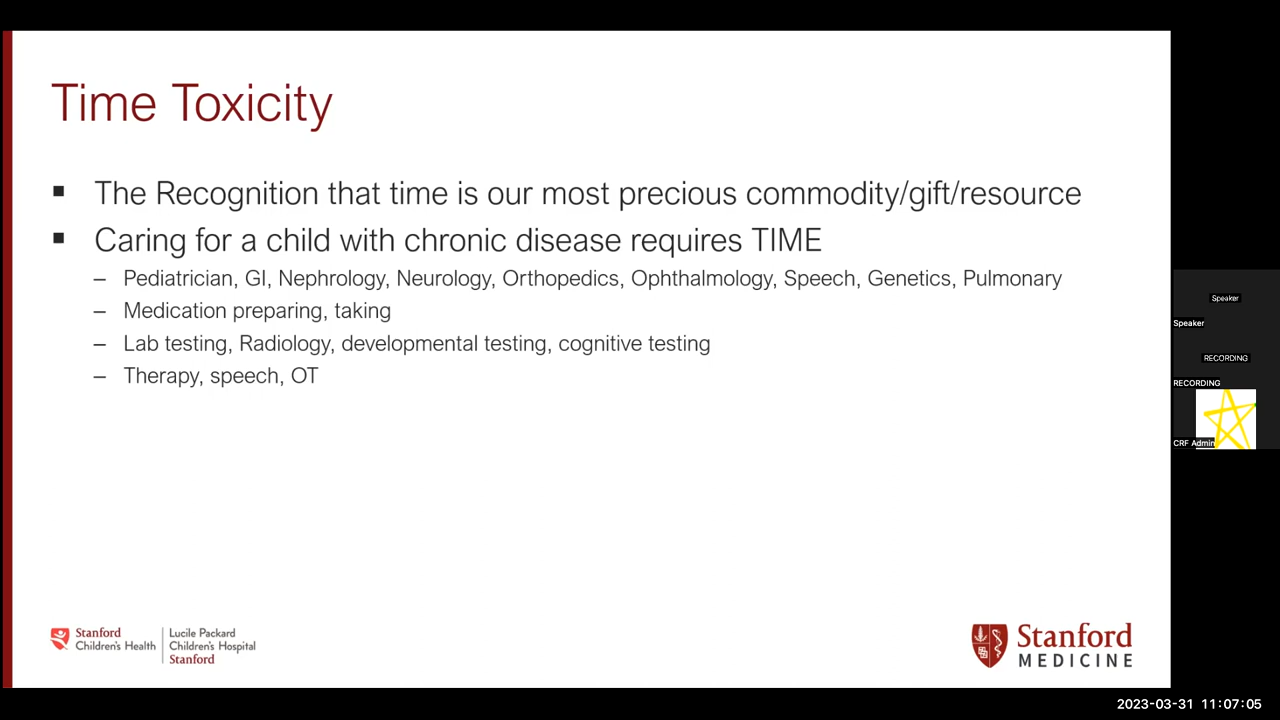 Time Toxicity
▪ The Recognition that time is our most precious commodity/gift/resource
▪ Caring for a child with chronic disease requires TIME
– Pediatrician, GI, Nephrology, Neurology, Orthopedics, Ophthalmology, Speech, Genetics, Pulmonary
– Medication preparing, taking
– Lab testing, Radiology, developmental testing, cognitive testing
– Therapy, speech, OT
Speaker
Speaker
RECORDING
RECORDING
CRF Admin
Stanford
Children's Health
Lucile Packard
Children's Hospital
Stanford
Stanford
MEDICINE
2023-03-31 11:07:05